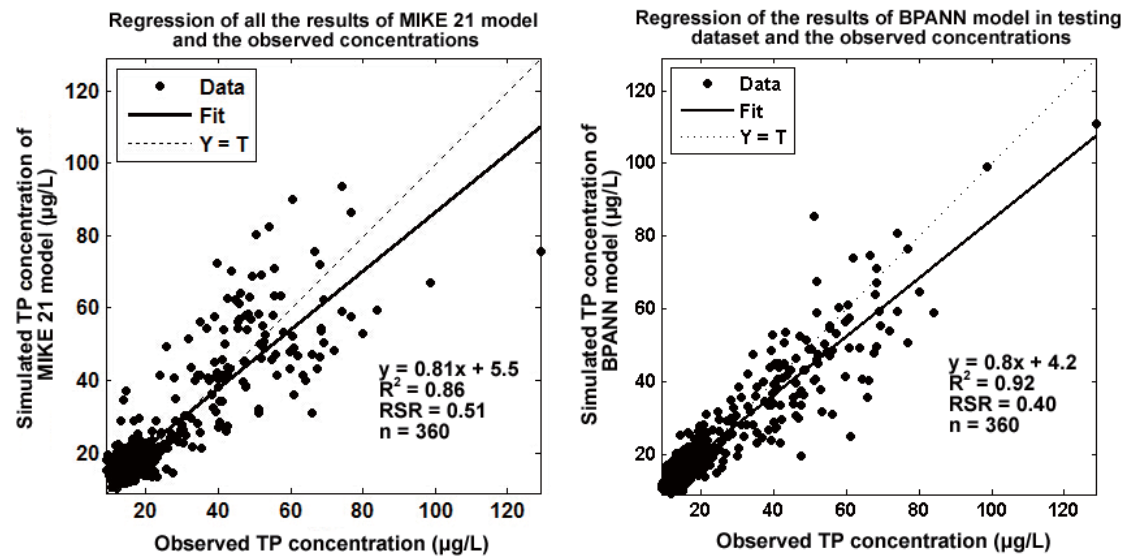 Regression of all the results of MIKE 21 model
and the observed concentrations
Data
Fit
Y = T
120
100
80
60
40
20
Simulated TP concentration of
MIKE 21 model (µg/L)
y = 0.81x + 5.5
R² = 0.86
RSR = 0.51
n = 360
20 40 60 80 100 120
Observed TP concentration (µg/L)
Regression of the results of BPANN model in testing
dataset and the observed concentrations
Data
Fit
Y = T
120
100
80
60
40
20
Simulated TP concentration of
BPANN model (µg/L)
y = 0.8x + 4.2
R² = 0.92
RSR = 0.40
n = 360
20 40 60 80 100 120
Observed TP concentration (µg/L)